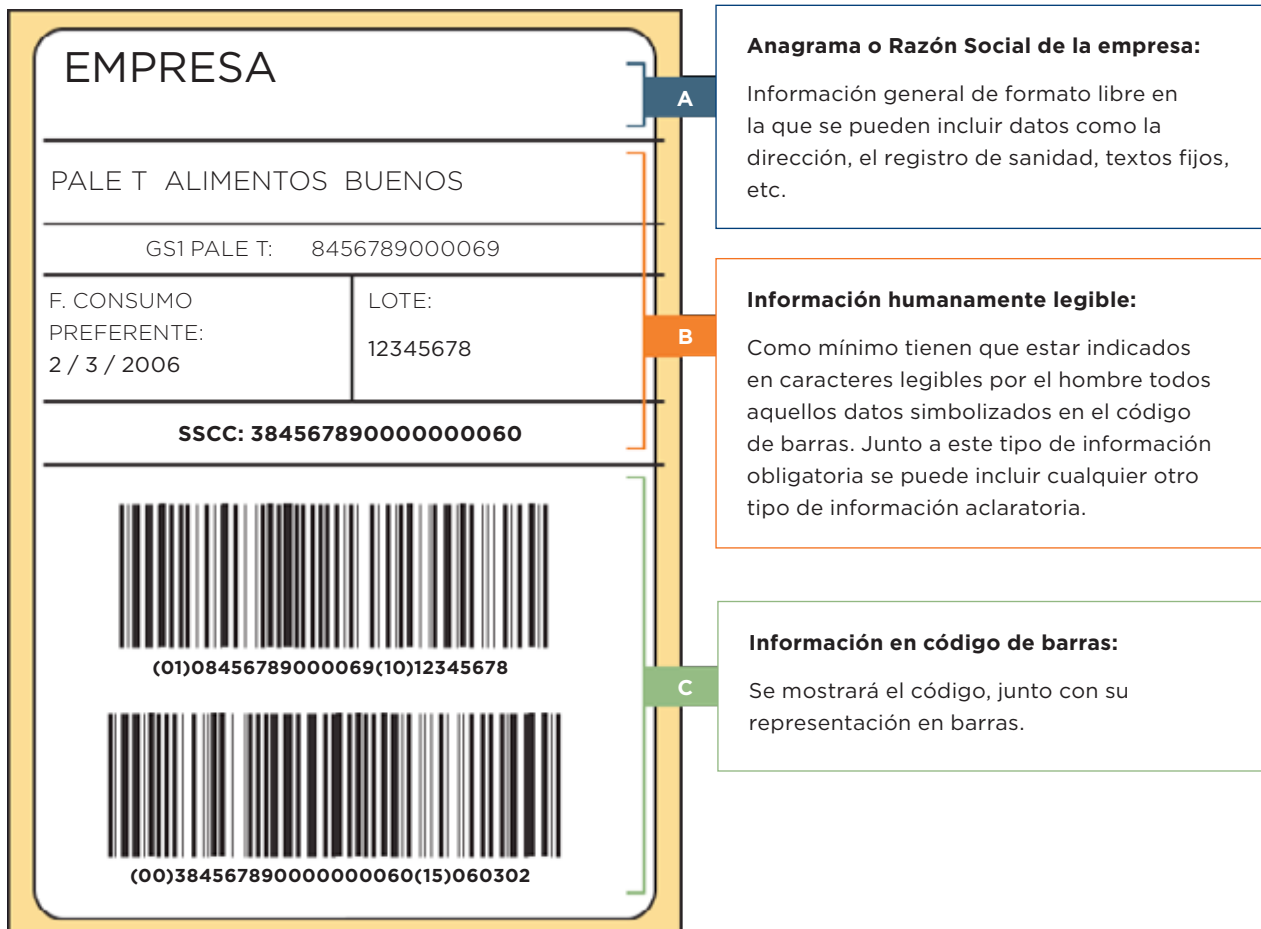 EMPRESA
PALE T ALIMENTOS BUENOS
GS1 PALE T: 8456789000069
F. CONSUMO
PREFERENTE:
2 / 3 / 2006
LOTE:
12345678
SSCC: 384567890000000060
(01)08456789000069(10)12345678
(00)384567890000000060(15)060302
A
Anagrama o Razón Social de la empresa:
Información general de formato libre en
la que se pueden incluir datos como la
dirección, el registro de sanidad, textos fijos,
etc.
B
Información humanamente legible:
Como mínimo tienen que estar indicados
en caracteres legibles por el hombre todos
aquellos datos simbolizados en el código
de barras. Junto a este tipo de información
obligatoria se puede incluir cualquier otro
tipo de información aclaratoria.
C
Información en código de barras:
Se mostrará el código, junto con su
representación en barras.